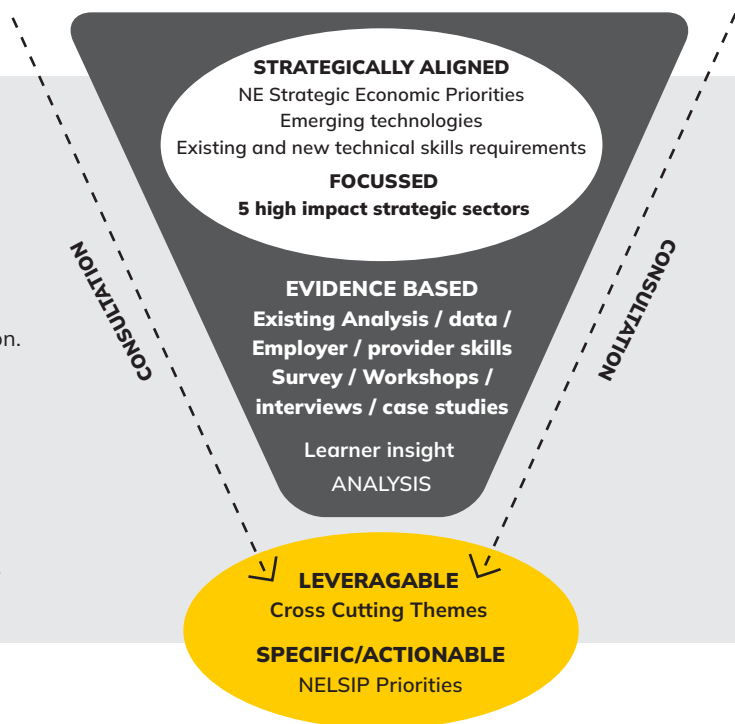 STRATEGICALLY ALIGNED
NE Strategic Economic Priorities
Emerging technologies
Existing and new technical skills requirements
FOCUSSED
5 high impact strategic sectors
CONSULTATION
CONSULTATION
on.
EVIDENCE BASED
Existing Analysis / data /
Employer / provider skills
Survey / Workshops /
interviews / case studies
Learner insight
ANALYSIS
LEVERAGABLE
Cross Cutting Themes
SPECIFIC/ACTIONABLE
NELSIP Priorities